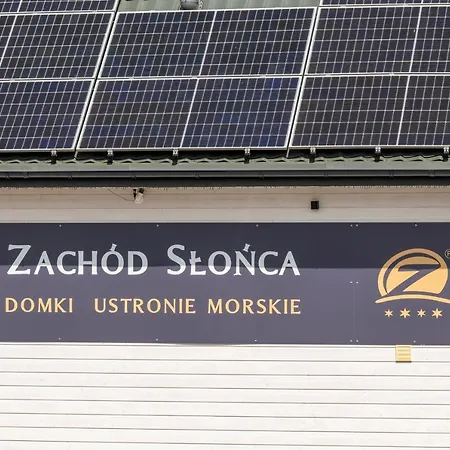 ZACHÓD SŁOŃCA
DOMKI USTRONIE MORSKIE
Z